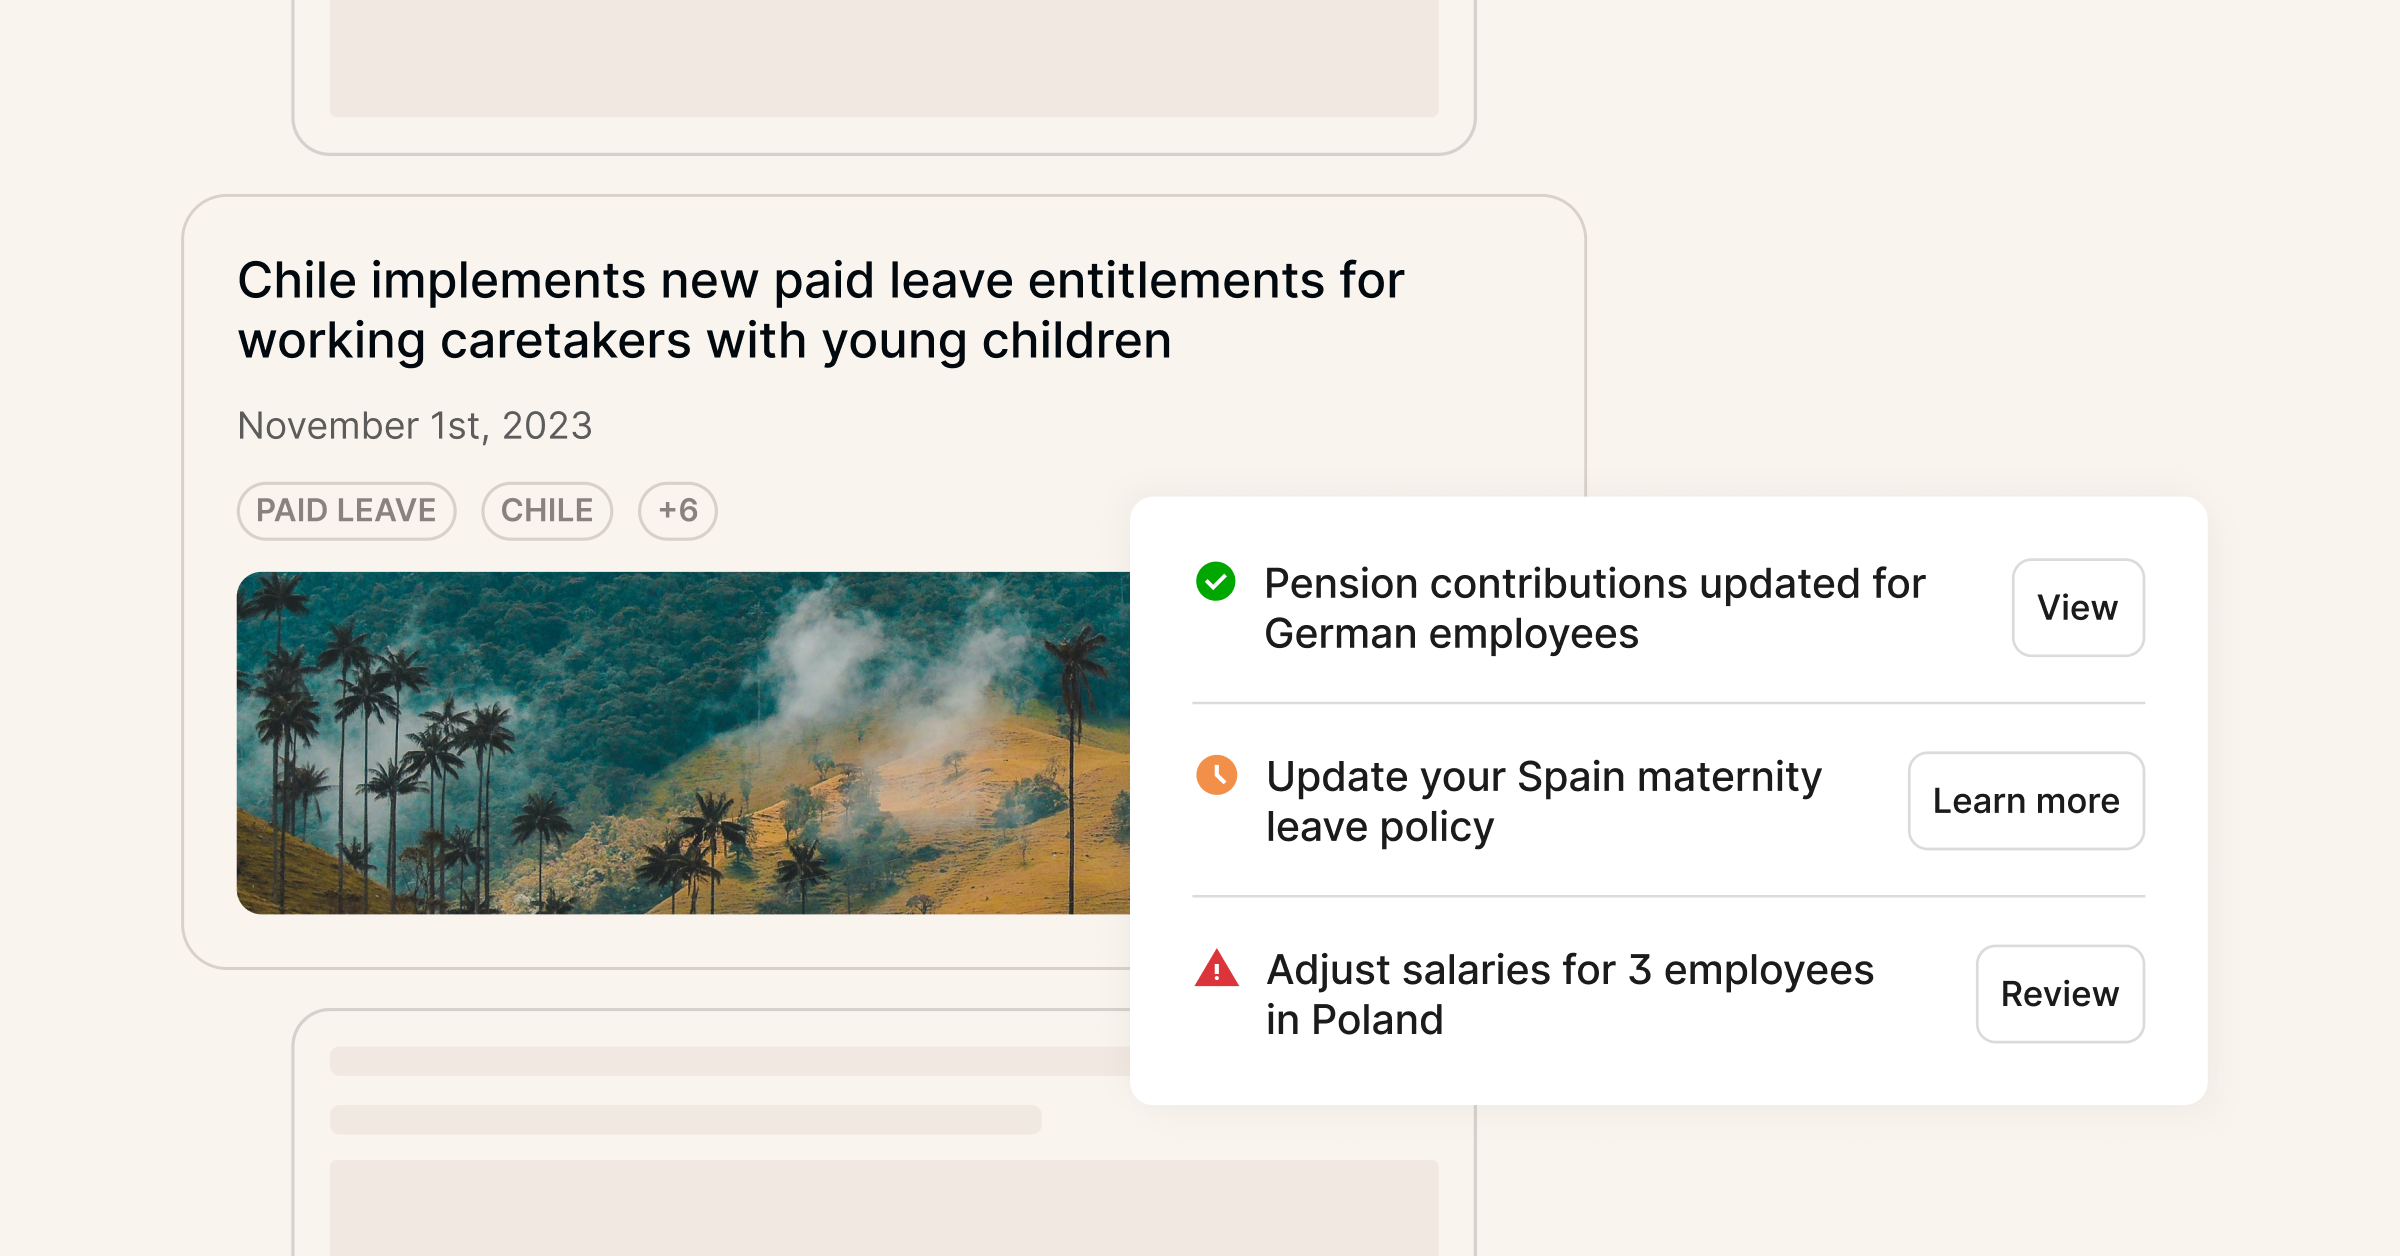 Chile implements new paid leave entitlements for
working caretakers with young children
November 1st, 2023
PAID LEAVE CHILE +6
Pension contributions updated for
German employees
View
Update your Spain maternity
leave policy
Learn more
Adjust salaries for 3 employees
in Poland
Review